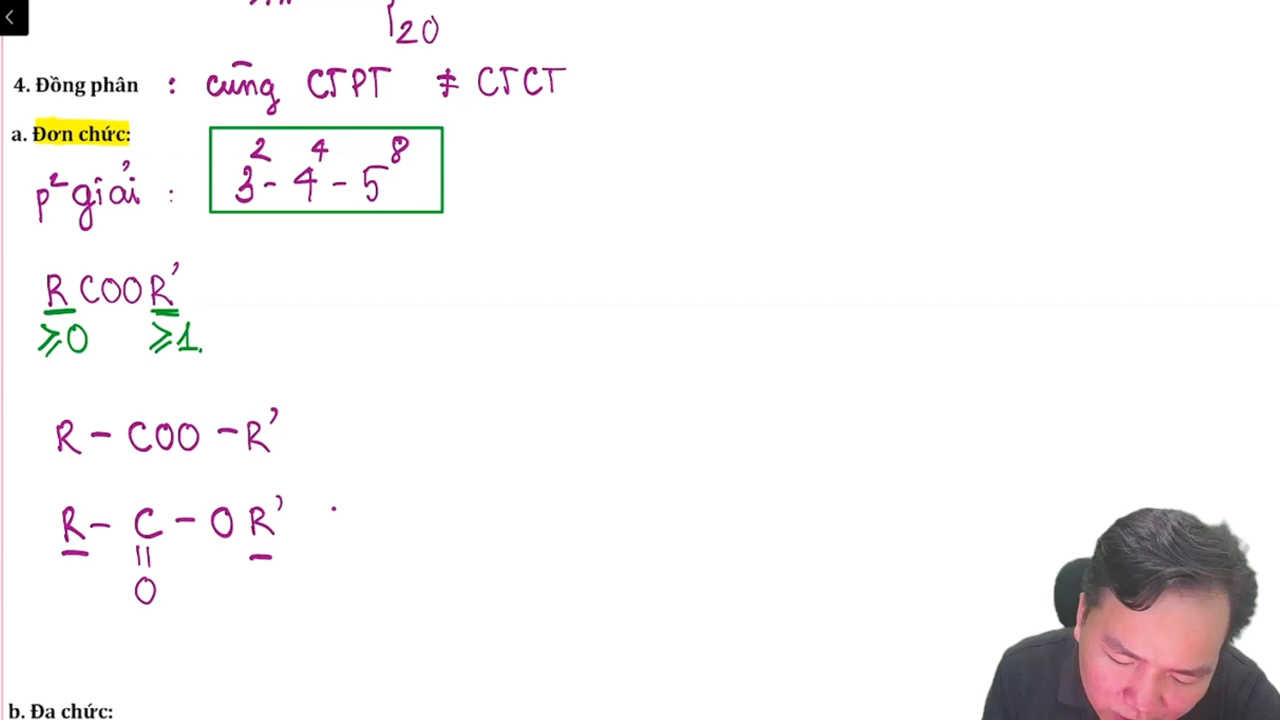 20
4. Đồng phân : cùng CTPT ≠ CTCT
a. Đơn chức:
2 4 8
p² giải : 3 - 4 - 5
RCOOR’
≥0 ≥1.
R - COO - R’
R - C - OR’
||
O
b. Đa chức: